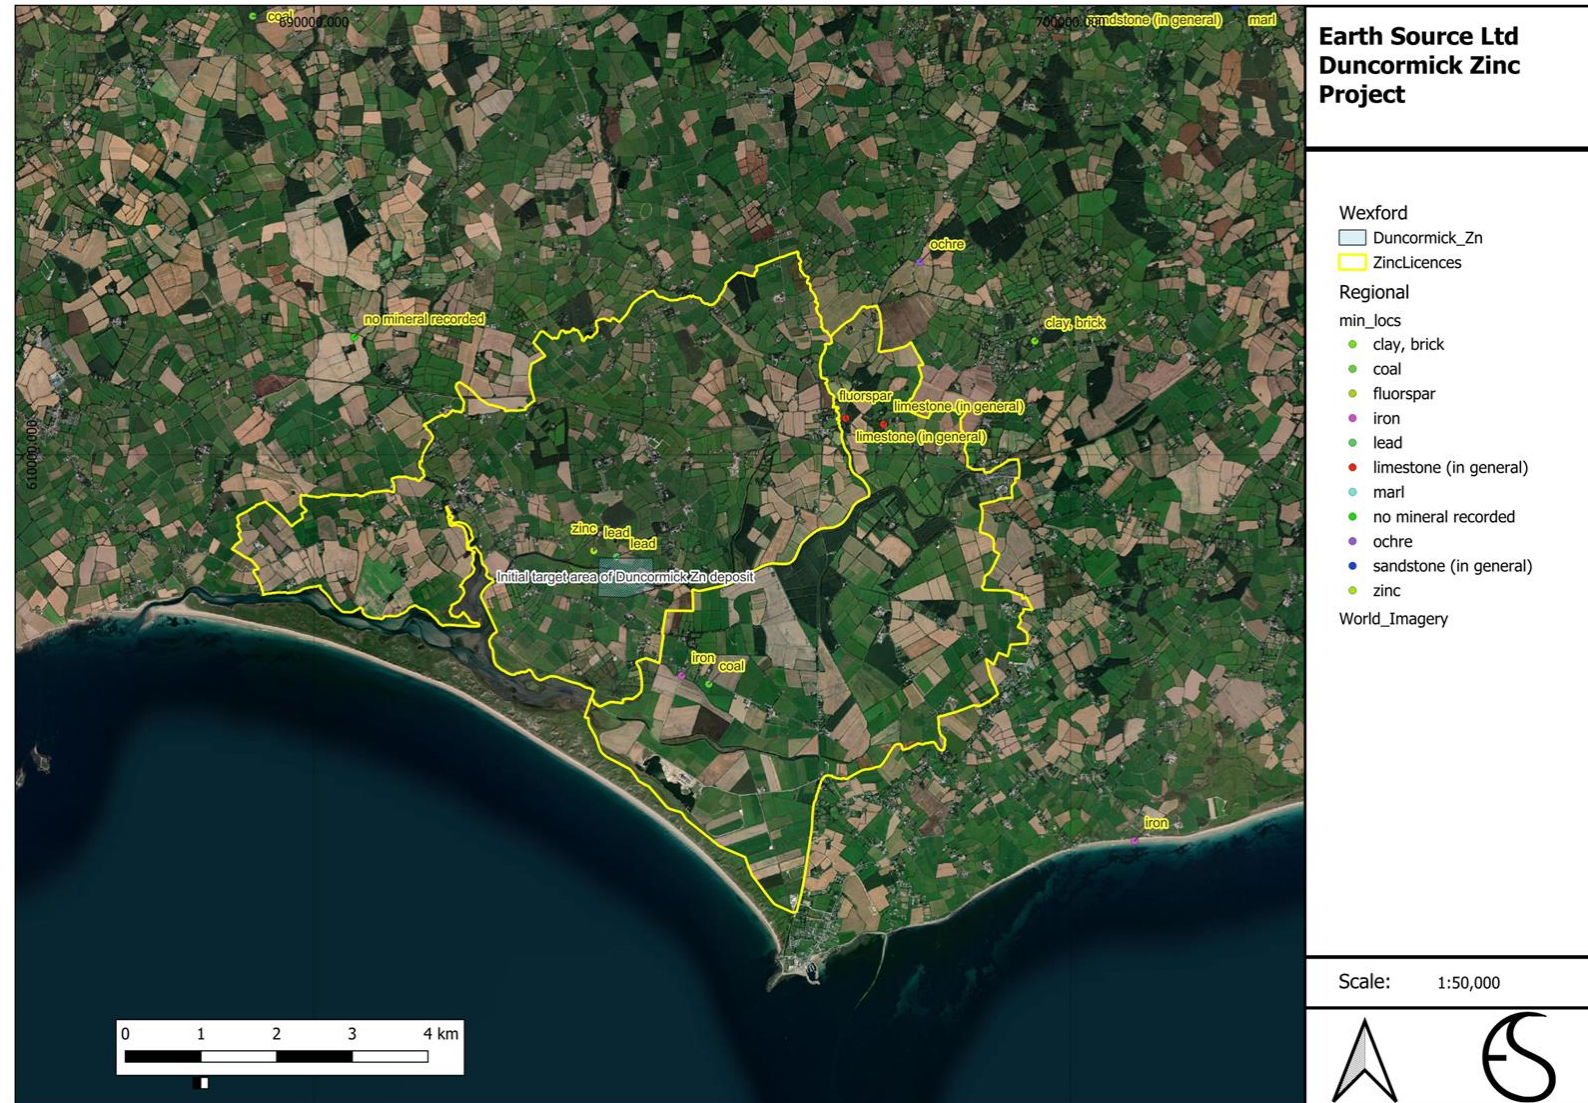 coal
690000.000
700000.000
sandstone (in general)
marl
ochre
no mineral recorded
clay, brick
fluorspar
limestone (in general)
limestone (in general)
610000.000
zinc
lead
lead
Initial target area of Duncormick Zn deposit
iron
coal
iron
0 1 2 3 4 km
Earth Source Ltd
Duncormick Zinc
Project
Wexford
Duncormick_Zn
ZincLicences
Regional
min_locs
clay, brick
coal
fluorspar
iron
lead
limestone (in general)
marl
no mineral recorded
ochre
sandstone (in general)
zinc
World_Imagery
Scale: 1:50,000
ES